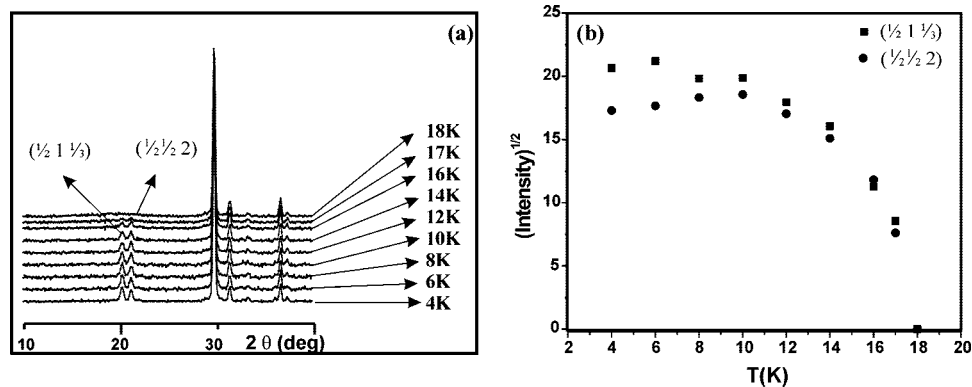 (a)
18K
17K
16K
14K
12K
10K
8K
6K
4K
(½ 1 ⅓)
(½½ 2)
10
20
30
2 θ (deg)
(b)
(½ 1 ⅓)
(½½ 2)
25
20
15
10
5
0
(Intensity)^1/2
2 4 6 8 10 12 14 16 18 20
T(K)